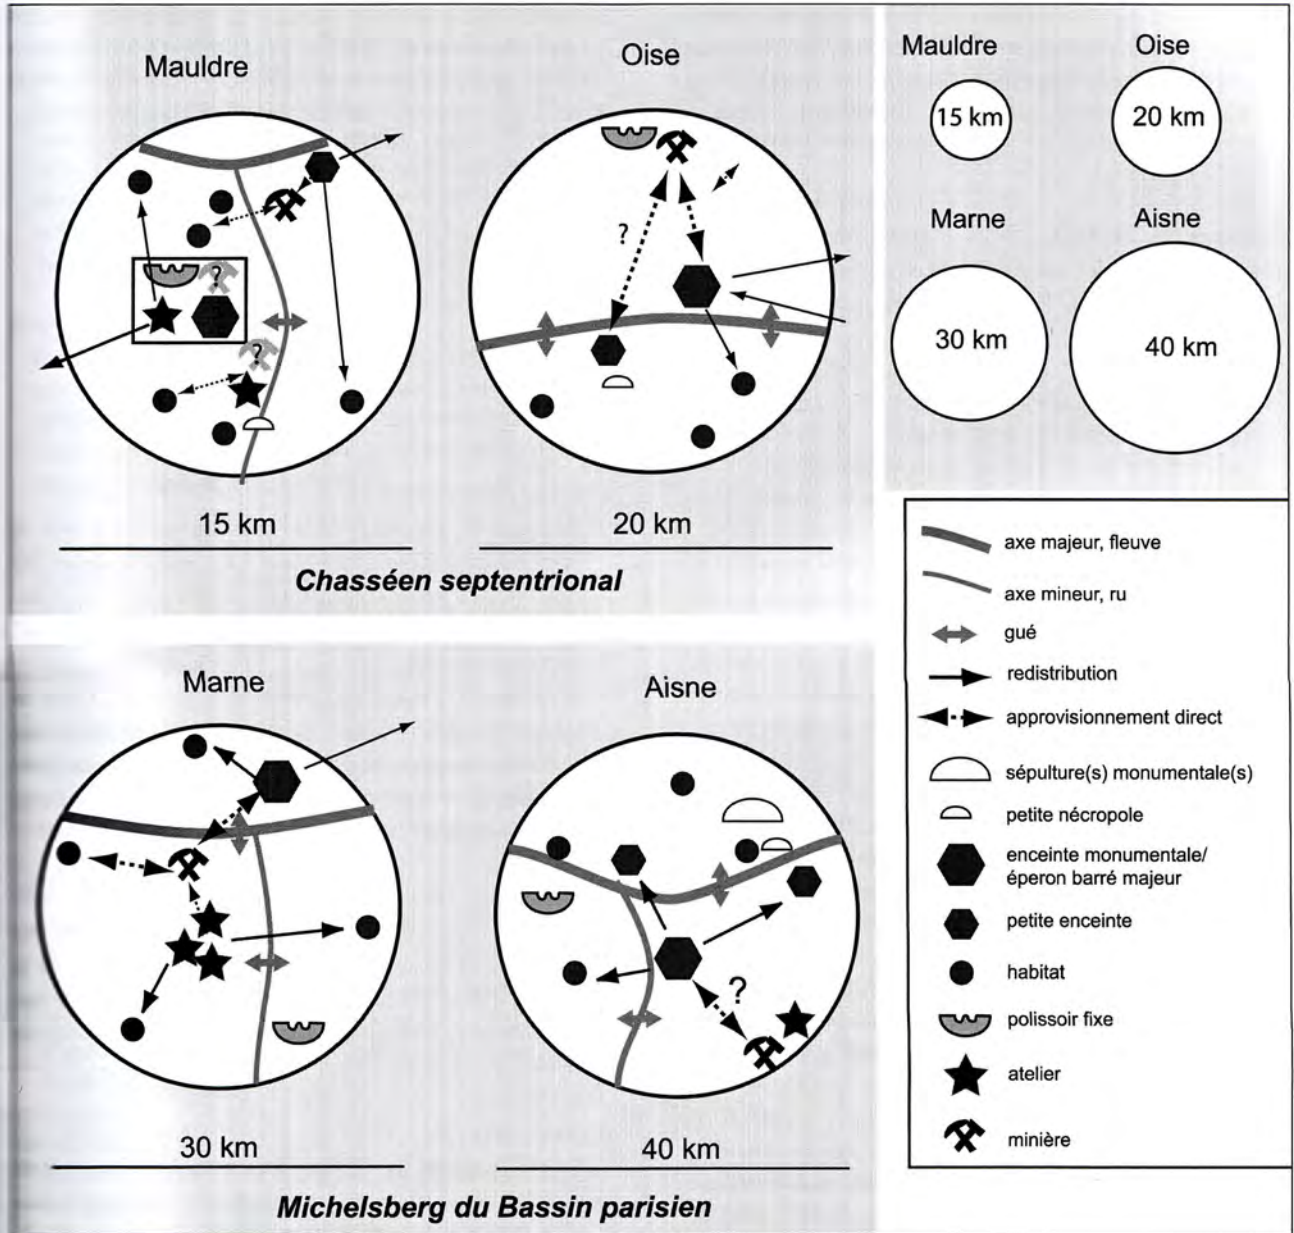 Mauldre
Oise
?
?
?
15 km
20 km
Chasséen septentrional
Marne
Aisne
?
30 km
40 km
Michelsberg du Bassin parisien
Mauldre
Oise
15 km
20 km
Marne
Aisne
30 km
40 km
axe majeur, fleuve
axe mineur, ru
gué
redistribution
approvisionnement direct
sépulture(s) monumentale(s)
petite nécropole
enceinte monumentale/
éperon barré majeur
petite enceinte
habitat
polissoir fixe
atelier
minière